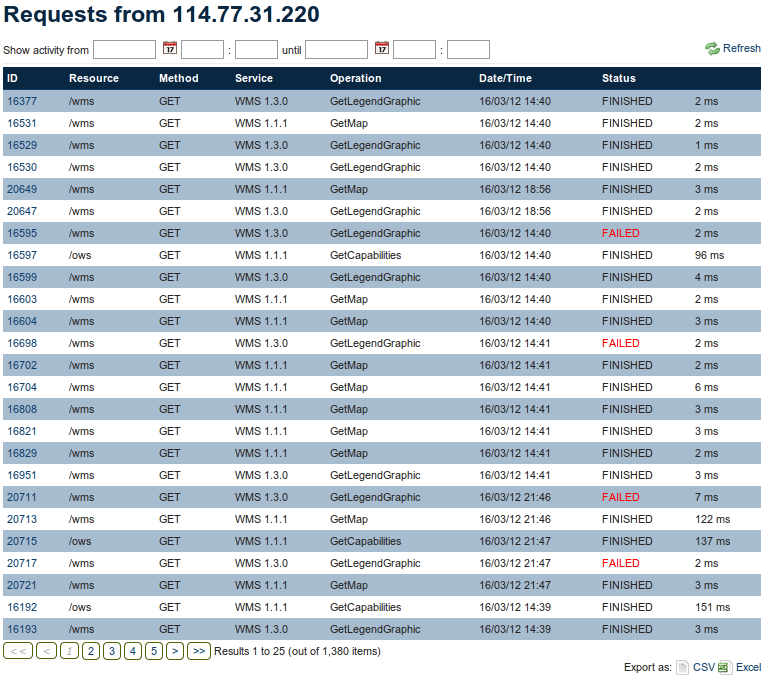 Requests from 114.77.31.220
Show activity from 17 : until 17 : Refresh
ID Resource Method Service Operation Date/Time Status
16377 /wms GET WMS 1.3.0 GetLegendGraphic 16/03/12 14:40 FINISHED 2 ms
16531 /wms GET WMS 1.1.1 GetMap 16/03/12 14:40 FINISHED 2 ms
16529 /wms GET WMS 1.3.0 GetLegendGraphic 16/03/12 14:40 FINISHED 1 ms
16530 /wms GET WMS 1.3.0 GetLegendGraphic 16/03/12 14:40 FINISHED 2 ms
20649 /wms GET WMS 1.1.1 GetMap 16/03/12 18:56 FINISHED 3 ms
20647 /wms GET WMS 1.3.0 GetLegendGraphic 16/03/12 18:56 FINISHED 2 ms
16595 /wms GET WMS 1.3.0 GetLegendGraphic 16/03/12 14:40 FAILED 2 ms
16597 /ows GET WMS 1.1.1 GetCapabilities 16/03/12 14:40 FINISHED 96 ms
16599 /wms GET WMS 1.3.0 GetLegendGraphic 16/03/12 14:40 FINISHED 4 ms
16603 /wms GET WMS 1.1.1 GetMap 16/03/12 14:40 FINISHED 2 ms
16604 /wms GET WMS 1.1.1 GetMap 16/03/12 14:40 FINISHED 3 ms
16698 /wms GET WMS 1.3.0 GetLegendGraphic 16/03/12 14:41 FAILED 2 ms
16702 /wms GET WMS 1.1.1 GetMap 16/03/12 14:41 FINISHED 2 ms
16704 /wms GET WMS 1.1.1 GetMap 16/03/12 14:41 FINISHED 6 ms
16808 /wms GET WMS 1.1.1 GetMap 16/03/12 14:41 FINISHED 3 ms
16821 /wms GET WMS 1.1.1 GetMap 16/03/12 14:41 FINISHED 3 ms
16829 /wms GET WMS 1.1.1 GetMap 16/03/12 14:41 FINISHED 2 ms
16951 /wms GET WMS 1.3.0 GetLegendGraphic 16/03/12 14:41 FINISHED 3 ms
20711 /wms GET WMS 1.3.0 GetLegendGraphic 16/03/12 21:46 FAILED 7 ms
20713 /wms GET WMS 1.1.1 GetMap 16/03/12 21:46 FINISHED 122 ms
20715 /ows GET WMS 1.1.1 GetCapabilities 16/03/12 21:47 FINISHED 137 ms
20717 /wms GET WMS 1.3.0 GetLegendGraphic 16/03/12 21:47 FAILED 2 ms
20721 /wms GET WMS 1.1.1 GetMap 16/03/12 21:47 FINISHED 3 ms
16192 /ows GET WMS 1.1.1 GetCapabilities 16/03/12 14:39 FINISHED 151 ms
16193 /wms GET WMS 1.3.0 GetLegendGraphic 16/03/12 14:39 FINISHED 3 ms
<< < 1 2 3 4 5 > >> Results 1 to 25 (out of 1,380 items)
Export as: CSV Excel